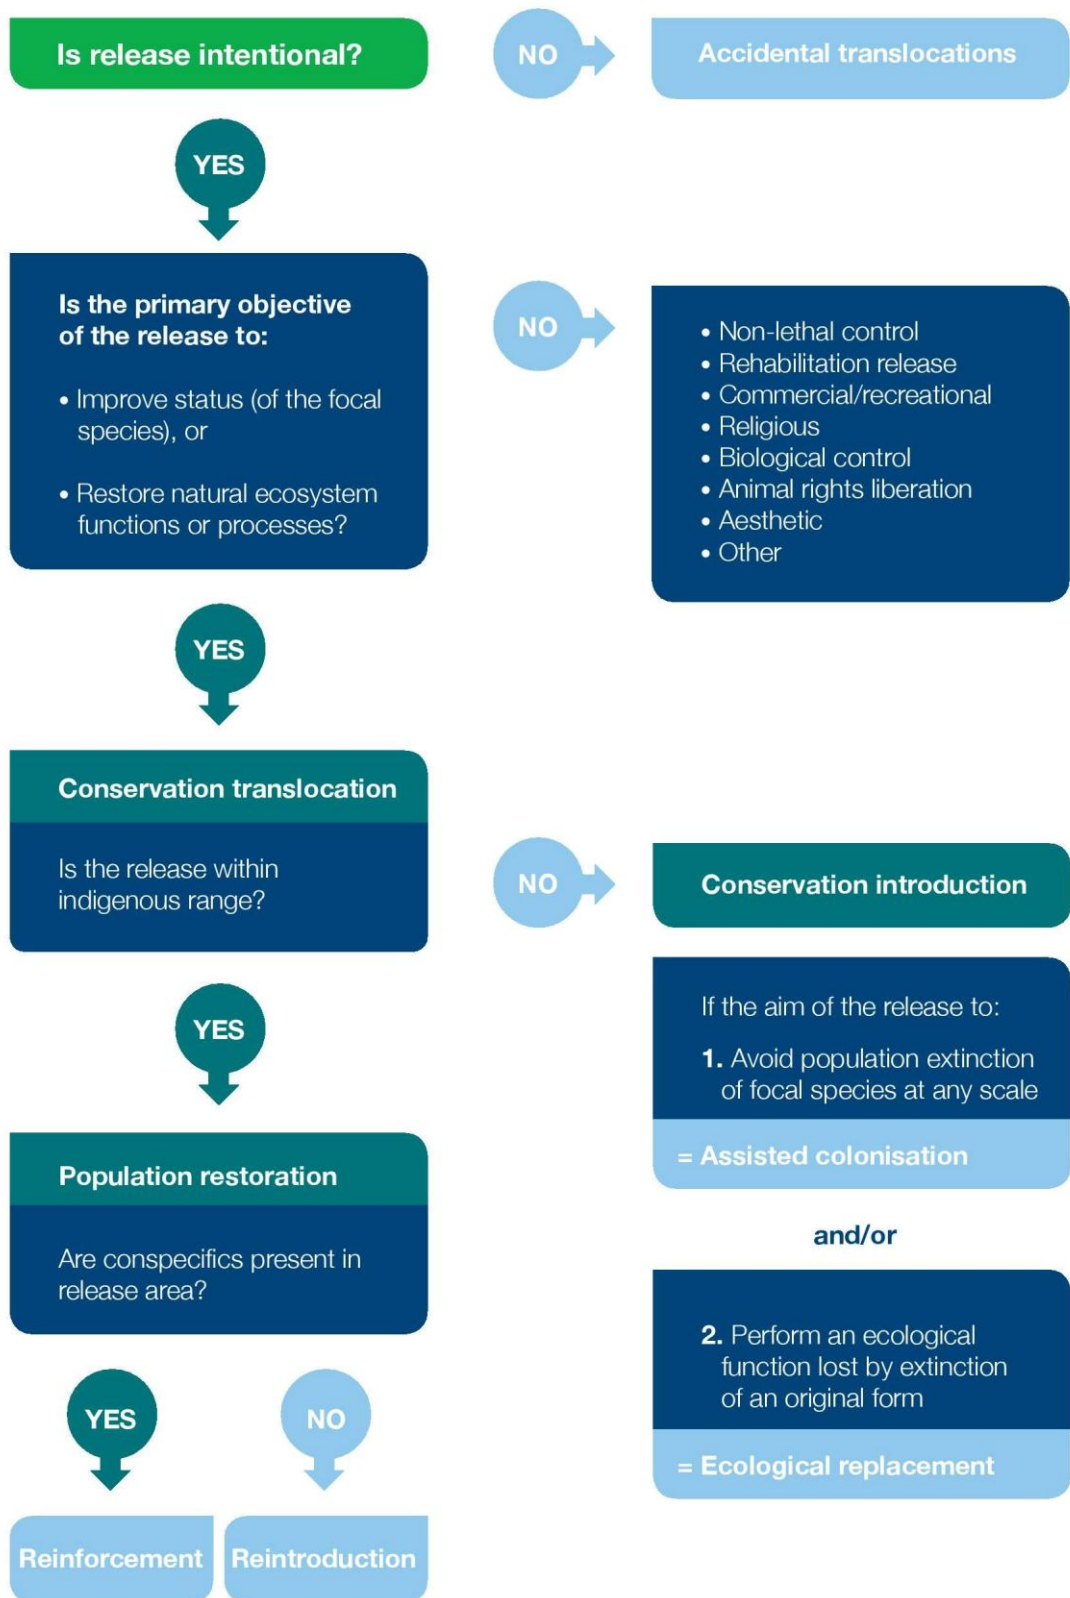 Is release intentional?
NO
Accidental translocations
YES
Is the primary objective
of the release to:
• Improve status (of the focal
species), or
• Restore natural ecosystem
functions or processes?
NO
• Non-lethal control
• Rehabilitation release
• Commercial/recreational
• Religious
• Biological control
• Animal rights liberation
• Aesthetic
• Other
YES
Conservation translocation
Is the release within
indigenous range?
NO
Conservation introduction
If the aim of the release to:
1. Avoid population extinction
of focal species at any scale
= Assisted colonisation
and/or
2. Perform an ecological
function lost by extinction
of an original form
= Ecological replacement
YES
Population restoration
Are conspecifics present in
release area?
YES
NO
Reinforcement
Reintroduction